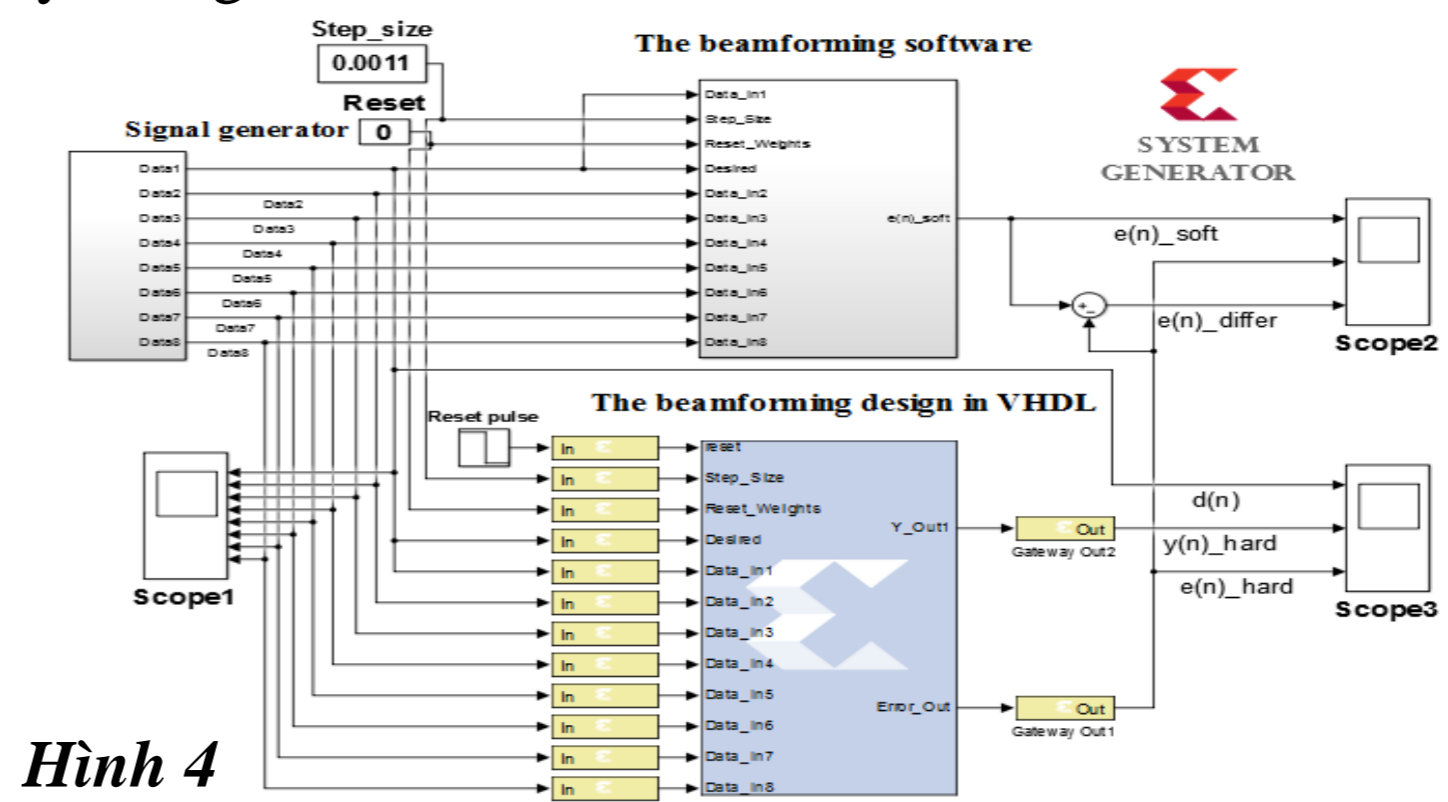 Step_size
0.0011
The beamforming software
Reset
0
Signal generator
SYSTEM
GENERATOR
Data1
Data2
Data3
Data4
Data5
Data6
Data7
Data8
Data2
Data3
Data4
Data5
Data6
Data7
Data8
Data_In1
Step_Size
Reset_Weights
Desired
Data_In2
Data_In3
Data_In4
Data_In5
Data_In6
Data_In7
Data_In8
e(n)_soft
e(n)_soft
e(n)_differ
Scope2
The beamforming design in VHDL
Reset pulse
In
In
In
In
In
In
In
In
In
In
In
In
reset
Step_Size
Reset_Weights
Desired
Data_In1
Data_In2
Data_In3
Data_In4
Data_In5
Data_In6
Data_In7
Data_In8
Y_Out1
Error_Out
Out
Gateway Out2
Out
Gateway Out1
d(n)
y(n)_hard
e(n)_hard
Scope3
Scope1
Hình 4